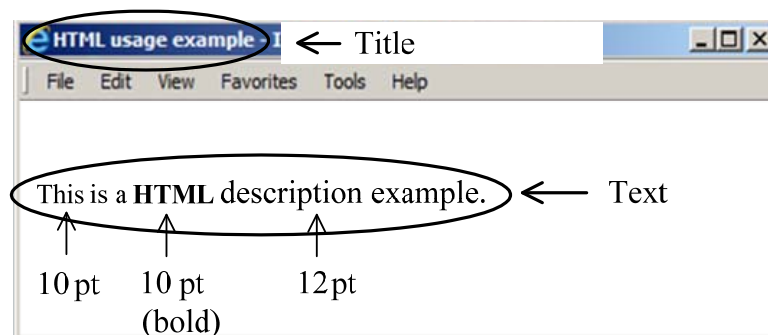 HTML usage example - I ← Title
File Edit View Favorites Tools Help
This is a HTML description example. ← Text
10 pt 10 pt 12 pt
(bold)